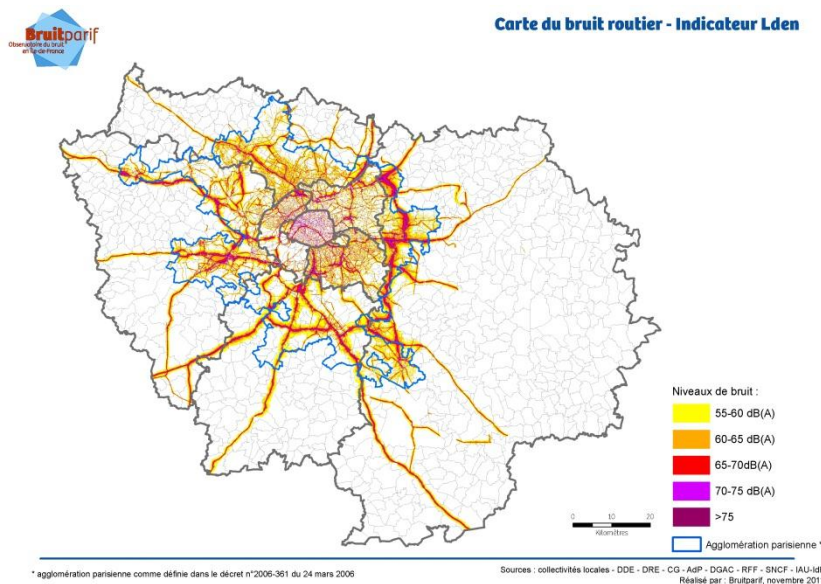 Bruitparif
Observatoire du bruit
en Ile-de-France
Carte du bruit routier - Indicateur Lden
Niveaux de bruit :
55-60 dB(A)
60-65 dB(A)
65-70dB(A)
70-75 dB(A)
>75
0 10 20
Kilomètres
Agglomération parisienne *
* agglomération parisienne comme définie dans le décret n°2006-361 du 24 mars 2006
Sources : collectivités locales - DDE - DRE - CG - AdP - DGAC - RFF - SNCF - IAU-IdF
Réalisé par : Bruitparif, novembre 201